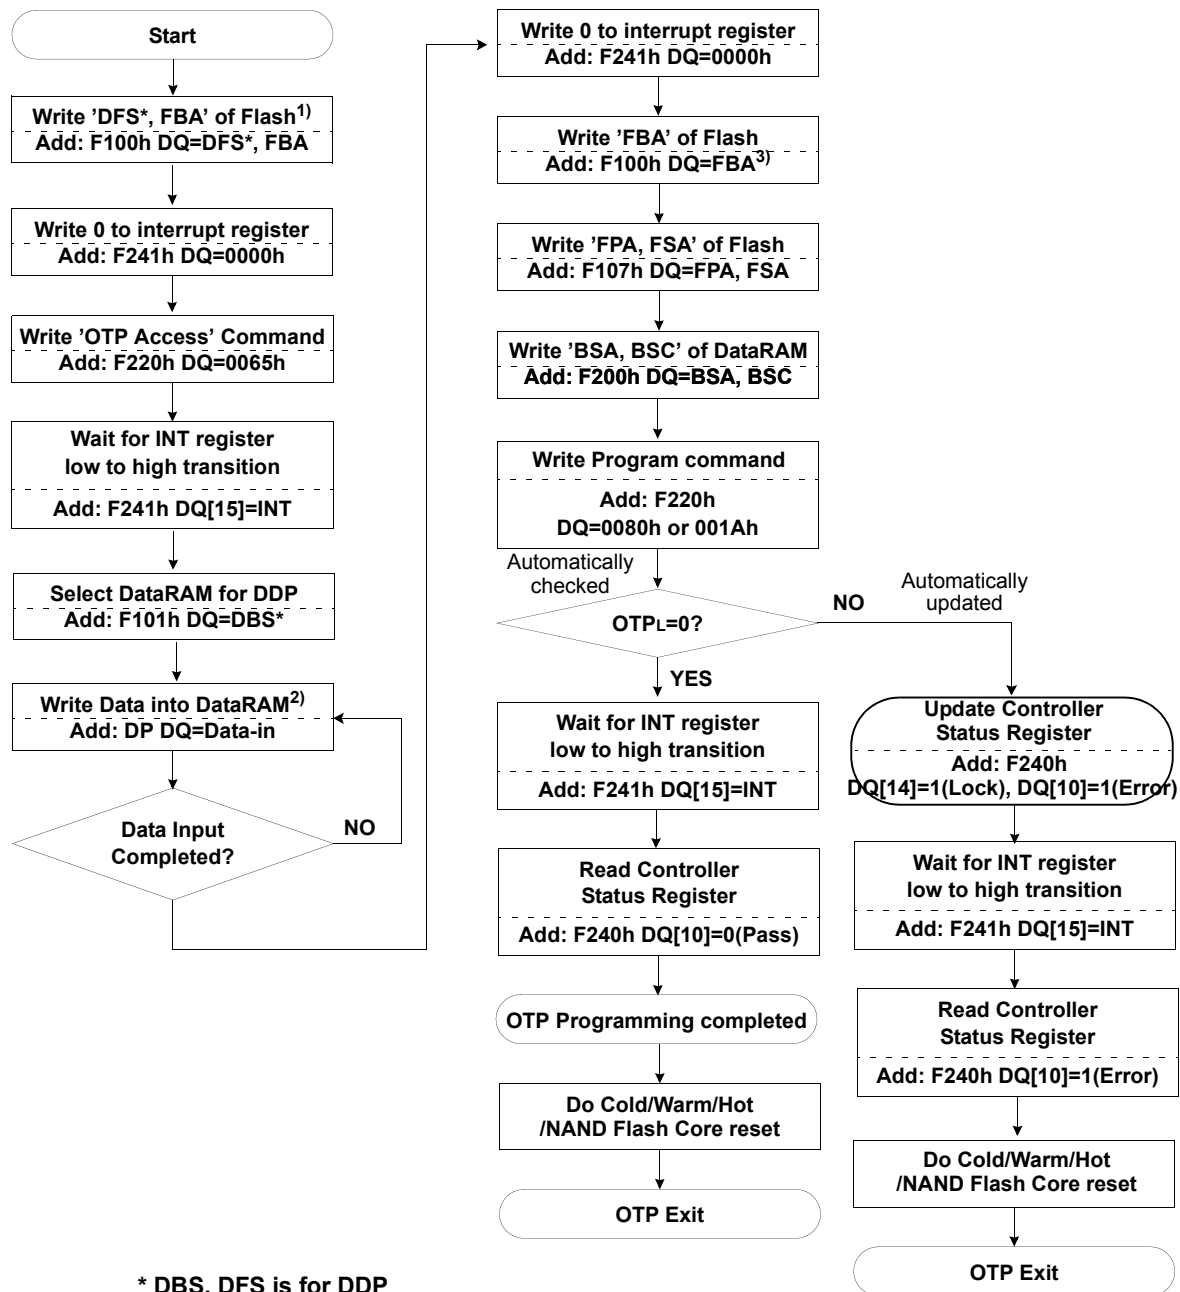 Start
Write 'DFS*, FBA' of Flash1)
Add: F100h DQ=DFS*, FBA
Write 0 to interrupt register
Add: F241h DQ=0000h
Write 'OTP Access' Command
Add: F220h DQ=0065h
Wait for INT register
low to high transition
Add: F241h DQ[15]=INT
Select DataRAM for DDP
Add: F101h DQ=DBS*
Write Data into DataRAM2)
Add: DP DQ=Data-in
Data Input
Completed?
NO
Write 0 to interrupt register
Add: F241h DQ=0000h
Write 'FBA' of Flash
Add: F100h DQ=FBA3)
Write 'FPA, FSA' of Flash
Add: F107h DQ=FPA, FSA
Write 'BSA, BSC' of DataRAM
Add: F200h DQ=BSA, BSC
Write Program command
Add: F220h
DQ=0080h or 001Ah
Automatically
checked
OTPL=0?
NO
Automatically
updated
YES
Wait for INT register
low to high transition
Add: F241h DQ[15]=INT
Read Controller
Status Register
Add: F240h DQ[10]=0(Pass)
OTP Programming completed
Do Cold/Warm/Hot
/NAND Flash Core reset
OTP Exit
Update Controller
Status Register
Add: F240h
DQ[14]=1(Lock), DQ[10]=1(Error)
Wait for INT register
low to high transition
Add: F241h DQ[15]=INT
Read Controller
Status Register
Add: F240h DQ[10]=1(Error)
Do Cold/Warm/Hot
/NAND Flash Core reset
OTP Exit
* DBS, DFS is for DDP